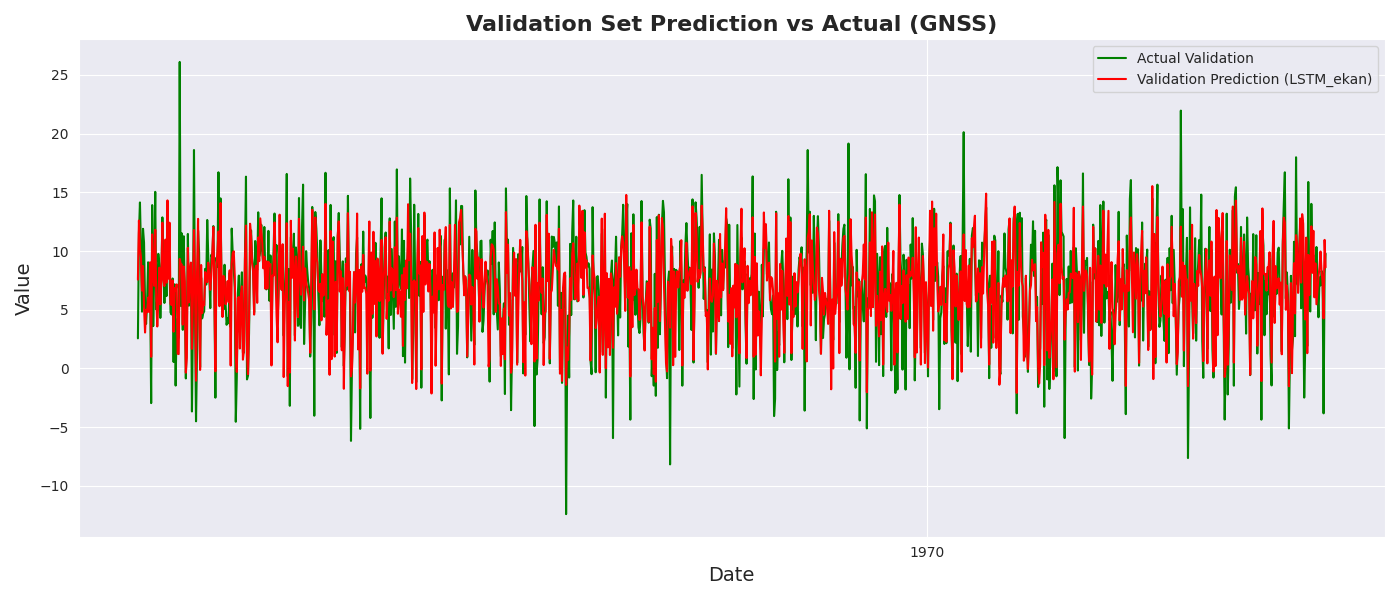 Validation Set Prediction vs Actual (GNSS)
Actual Validation
Validation Prediction (LSTM_ekan)
Value
25
20
15
10
5
0
−5
−10
1970
Date